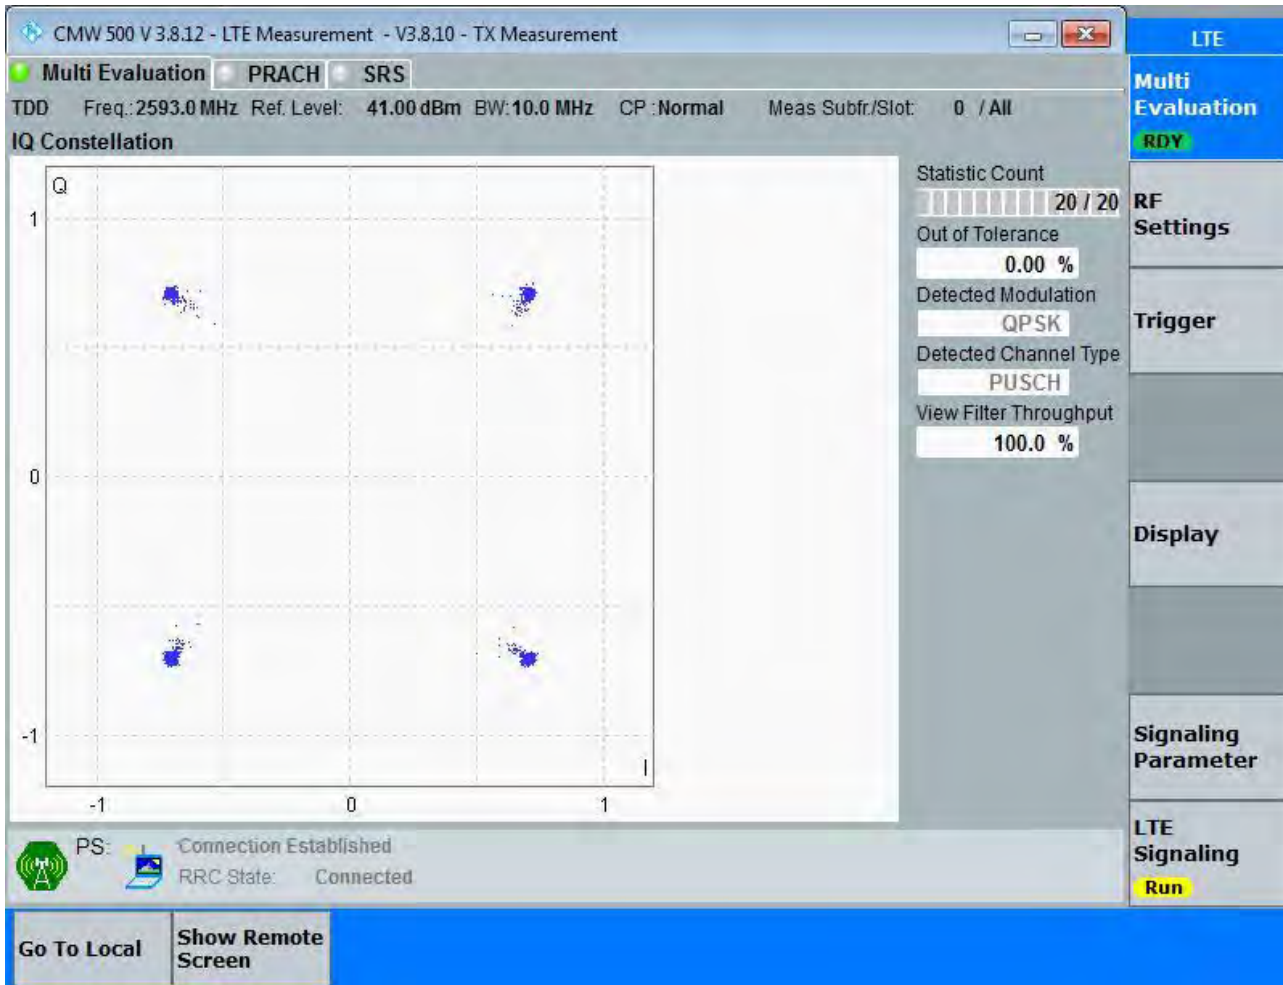 CMW 500 V 3.8.12 - LTE Measurement - V3.8.10 - TX Measurement
Multi Evaluation PRACH SRS
TDD Freq.: 2593.0 MHz Ref. Level: 41.00 dBm BW: 10.0 MHz CP : Normal Meas Subfr./Slot: 0 / All
IQ Constellation
Q
1
0
-1
I
-1 0 1
Statistic Count
20 / 20
Out of Tolerance
0.00 %
Detected Modulation
QPSK
Detected Channel Type
PUSCH
View Filter Throughput
100.0 %
PS: Connection Established
RRC State: Connected
LTE
Multi
Evaluation
RDY
RF
Settings
Trigger
Display
Signaling
Parameter
LTE
Signaling
Run
Go To Local
Show Remote
Screen